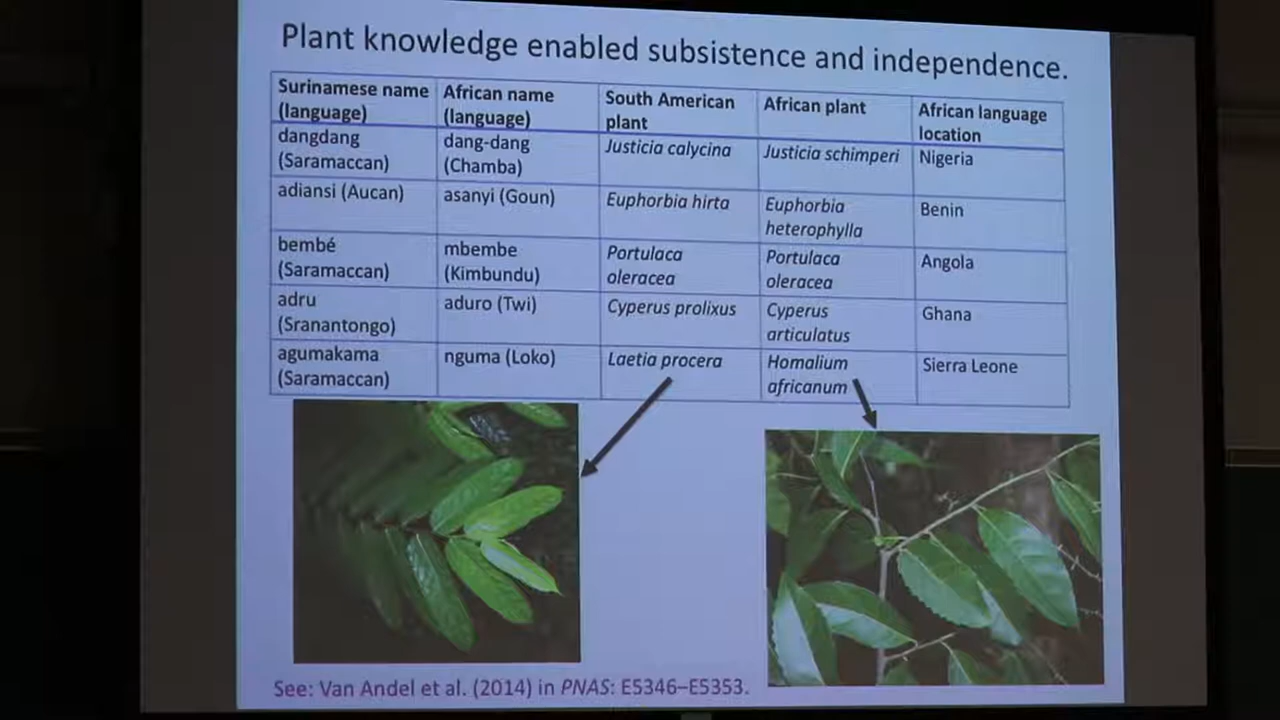 Plant knowledge enabled subsistence and independence.
Surinamese name (language)
African name (language)
South American plant
African plant
African language location
dangdang (Saramaccan)
dang-dang (Chamba)
Justicia calycina
Justicia schimperi
Nigeria
adiansi (Aucan)
asanyi (Goun)
Euphorbia hirta
Euphorbia heterophylla
Benin
bembé (Saramaccan)
mbembe (Kimbundu)
Portulaca oleracea
Portulaca oleracea
Angola
adru (Sranantongo)
aduro (Twi)
Cyperus prolixus
Cyperus articulatus
Ghana
agumakama (Saramaccan)
nguma (Loko)
Laetia procera
Homalium africanum
Sierra Leone
See: Van Andel et al. (2014) in PNAS: E5346–E5353.